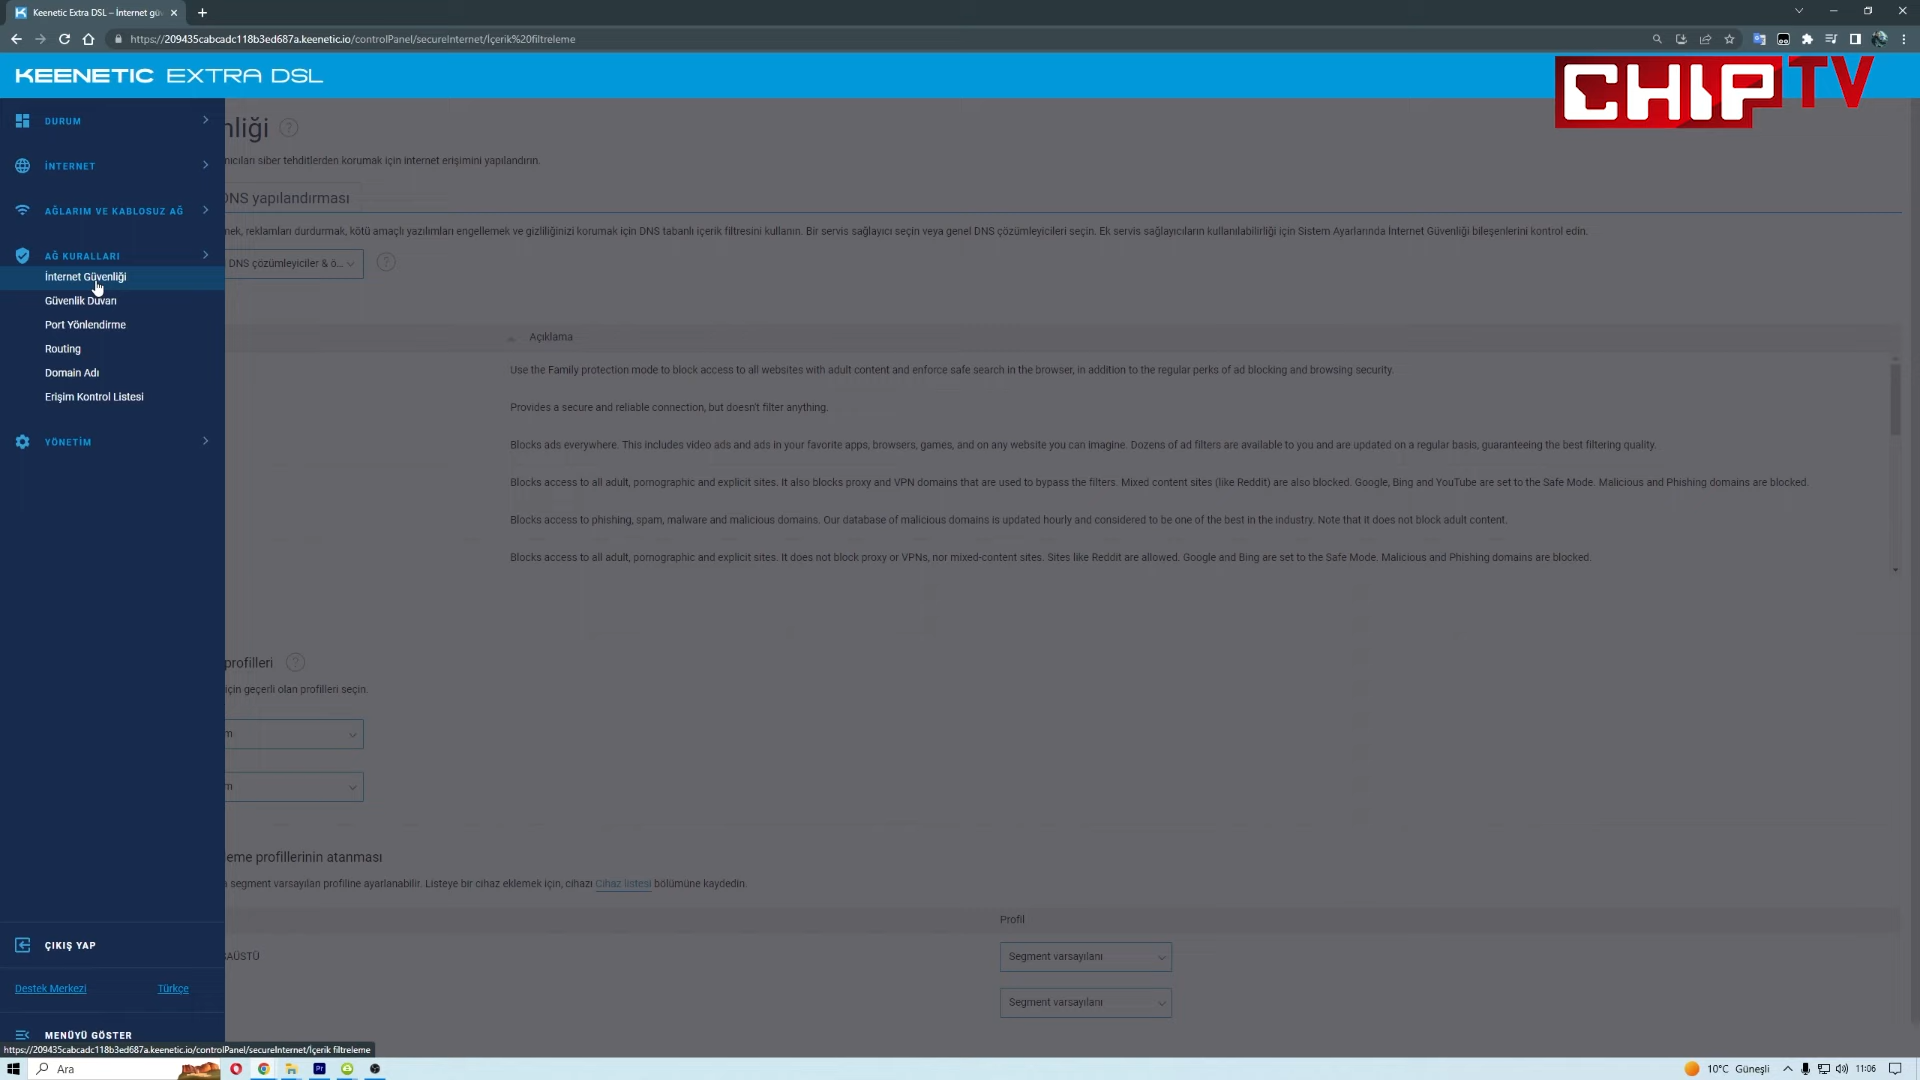 Keenetic Extra DSL – İnternet gü
https://209435cabcadc118b3ed687a.keenetic.io/controlPanel/secureInternet/İçerik%20filtreleme
KEENETIC EXTRA DSL
CHIP TV
DURUM
İNTERNET
AĞLARIM VE KABLOSUZ AĞ
AĞ KURALLARI
İnternet Güvenliği
Güvenlik Duvarı
Port Yönlendirme
Routing
Domain Adı
Erişim Kontrol Listesi
YÖNETİM
ÇIKIŞ YAP
Destek Merkezi
Türkçe
MENÜYÜ GÖSTER
nliği
nıcıları siber tehditlerden korumak için internet erişimini yapılandırın.
DNS yapılandırması
mek, reklamları durdurmak, kötü amaçlı yazılımları engellemek ve gizliliğinizi korumak için DNS tabanlı içerik filtresini kullanın. Bir servis sağlayıcı seçin veya genel DNS çözümleyicileri seçin. Ek servis sağlayıcıların kullanılabilirliği için Sistem Ayarlarında İnternet Güvenliği bileşenlerini kontrol edin.
DNS çözümleyiciler & ö...
Açıklama
Use the Family protection mode to block access to all websites with adult content and enforce safe search in the browser, in addition to the regular perks of ad blocking and browsing security.
Provides a secure and reliable connection, but doesn't filter anything.
Blocks ads everywhere. This includes video ads and ads in your favorite apps, browsers, games, and on any website you can imagine. Dozens of ad filters are available to you and are updated on a regular basis, guaranteeing the best filtering quality.
Blocks access to all adult, pornographic and explicit sites. It also blocks proxy and VPN domains that are used to bypass the filters. Mixed content sites (like Reddit) are also blocked. Google, Bing and YouTube are set to the Safe Mode. Malicious and Phishing domains are blocked.
Blocks access to phishing, spam, malware and malicious domains. Our database of malicious domains is updated hourly and considered to be one of the best in the industry. Note that it does not block adult content.
Blocks access to all adult, pornographic and explicit sites. It does not block proxy or VPNs, nor mixed-content sites. Sites like Reddit are allowed. Google and Bing are set to the Safe Mode. Malicious and Phishing domains are blocked.
profilleri
için geçerli olan profilleri seçin.
m
m
eme profillerinin atanması
segment varsayılan profiline ayarlanabilir. Listeye bir cihaz eklemek için, cihazı Cihaz listesi bölümüne kaydedin.
Profil
SAÜSTÜ
Segment varsayılanı
Segment varsayılanı
https://209435cabcadc118b3ed687a.keenetic.io/controlPanel/secureInternet/İçerik filtreleme
Ara
Pr
10°C Güneşli
11:06